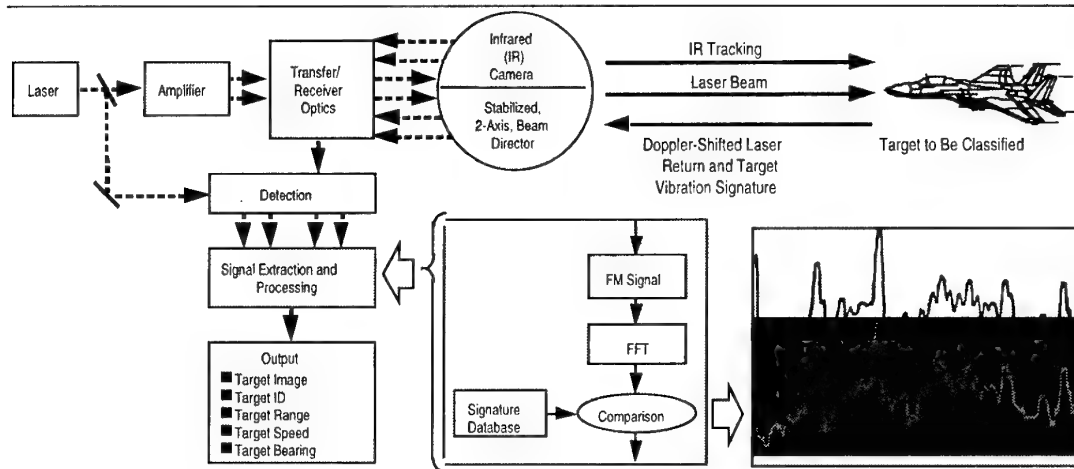 Laser
Amplifier
Transfer/
Receiver
Optics
Infrared
(IR)
Camera
Stabilized,
2-Axis, Beam
Director
IR Tracking
Laser Beam
Doppler-Shifted Laser
Return and Target
Vibration Signature
Target to Be Classified
Detection
Signal Extraction and
Processing
Output
Target Image
Target ID
Target Range
Target Speed
Target Bearing
FM Signal
FFT
Signature
Database
Comparison